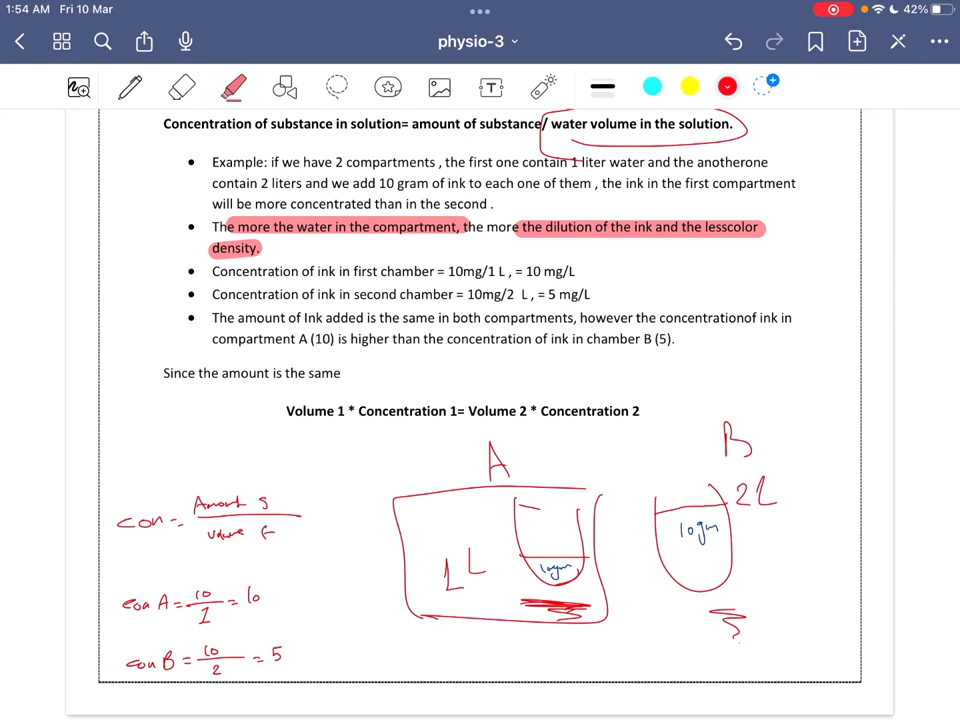 1:54 AM Fri 10 Mar
42%
physio-3
Concentration of substance in solution= amount of substance/ water volume in the solution.
Example: if we have 2 compartments , the first one contain 1 liter water and the anotherone
contain 2 liters and we add 10 gram of ink to each one of them , the ink in the first compartment
will be more concentrated than in the second .
The more the water in the compartment, the more the dilution of the ink and the lesscolor
density.
Concentration of ink in first chamber = 10mg/1 L , = 10 mg/L
Concentration of ink in second chamber = 10mg/2 L , = 5 mg/L
The amount of Ink added is the same in both compartments, however the concentrationof ink in
compartment A (10) is higher than the concentration of ink in chamber B (5).
Since the amount is the same
Volume 1 * Concentration 1= Volume 2 * Concentration 2
A
B
2L
con = Amount
volume
10gm
10gm
1 L
con A = 10/1 = 10
con B = 10/2 = 5